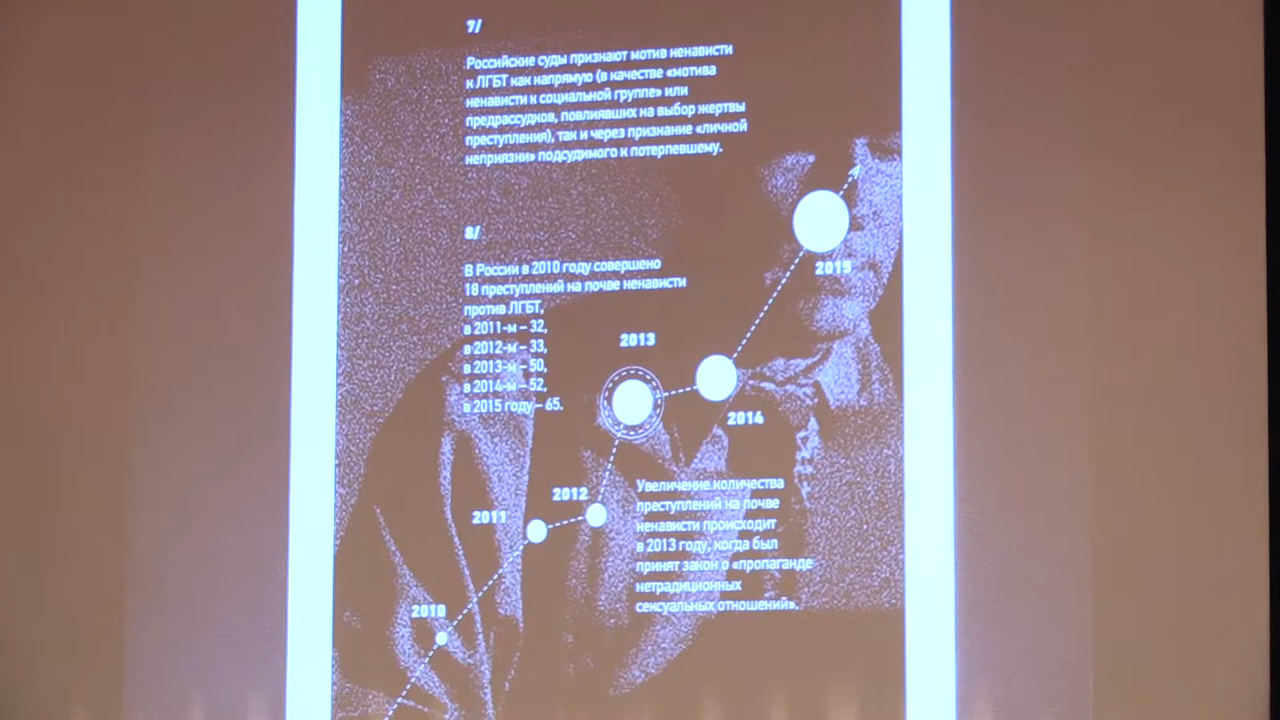 7/
Российские суды признают мотив ненависти
к ЛГБТ как напрямую (в качестве «мотива
ненависти к социальной группе» или
предрассудков, повлиявших на выбор жертвы
преступления), так и через признание «личной
неприязни» подсудимого к потерпевшему.
8/
В России в 2010 году совершено
18 преступлений на почве ненависти
против ЛГБТ,
в 2011-м – 32,
в 2012-м – 33,
в 2013-м – 50,
в 2014-м – 52,
в 2015 году – 65.
2015
2013
2014
2012
2011
2010
Увеличение количества
преступлений на почве
ненависти происходит
в 2013 году, когда был
принят закон о «пропаганде
нетрадиционных
сексуальных отношений».